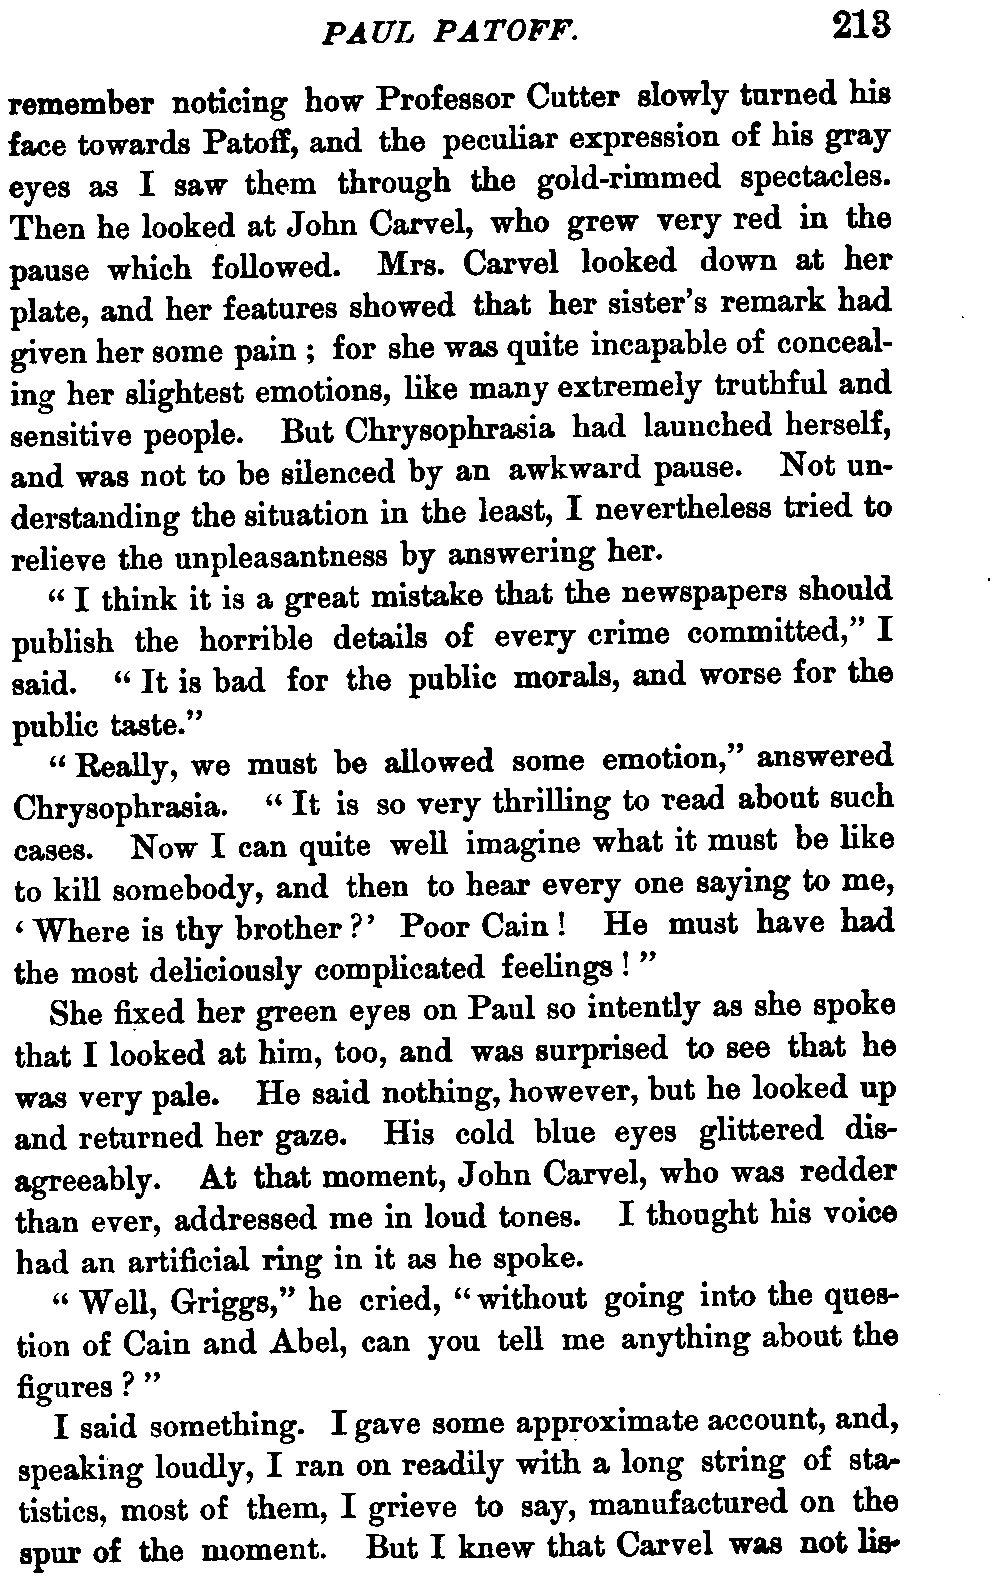 PAUL PATOFF. 213
remember noticing how Professor Cutter slowly turned his
face towards Patoff, and the peculiar expression of his gray
eyes as I saw them through the gold-rimmed spectacles.
Then he looked at John Carvel, who grew very red in the
pause which followed. Mrs. Carvel looked down at her
plate, and her features showed that her sister's remark had
given her some pain ; for she was quite incapable of conceal-
ing her slightest emotions, like many extremely truthful and
sensitive people. But Chrysophrasia had launched herself,
and was not to be silenced by an awkward pause. Not un-
derstanding the situation in the least, I nevertheless tried to
relieve the unpleasantness by answering her.
“ I think it is a great mistake that the newspapers should
publish the horrible details of every crime committed,” I
said. “ It is bad for the public morals, and worse for the
public taste.”
“ Really, we must be allowed some emotion,” answered
Chrysophrasia. “ It is so very thrilling to read about such
cases. Now I can quite well imagine what it must be like
to kill somebody, and then to hear every one saying to me,
‘ Where is thy brother ?’ Poor Cain ! He must have had
the most deliciously complicated feelings ! ”
She fixed her green eyes on Paul so intently as she spoke
that I looked at him, too, and was surprised to see that he
was very pale. He said nothing, however, but he looked up
and returned her gaze. His cold blue eyes glittered dis-
agreeably. At that moment, John Carvel, who was redder
than ever, addressed me in loud tones. I thought his voice
had an artificial ring in it as he spoke.
“ Well, Griggs,” he cried, “ without going into the ques-
tion of Cain and Abel, can you tell me anything about the
figures ? ”
I said something. I gave some approximate account, and,
speaking loudly, I ran on readily with a long string of sta-
tistics, most of them, I grieve to say, manufactured on the
spur of the moment. But I knew that Carvel was not lis-